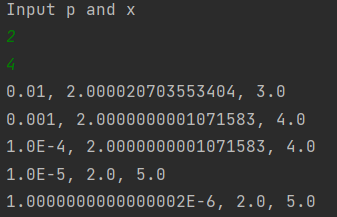 Input p and x
2
4
0.01, 2.000020703553404, 3.0
0.001, 2.0000000001071583, 4.0
1.0E-4, 2.0000000001071583, 4.0
1.0E-5, 2.0, 5.0
1.0000000000000002E-6, 2.0, 5.0